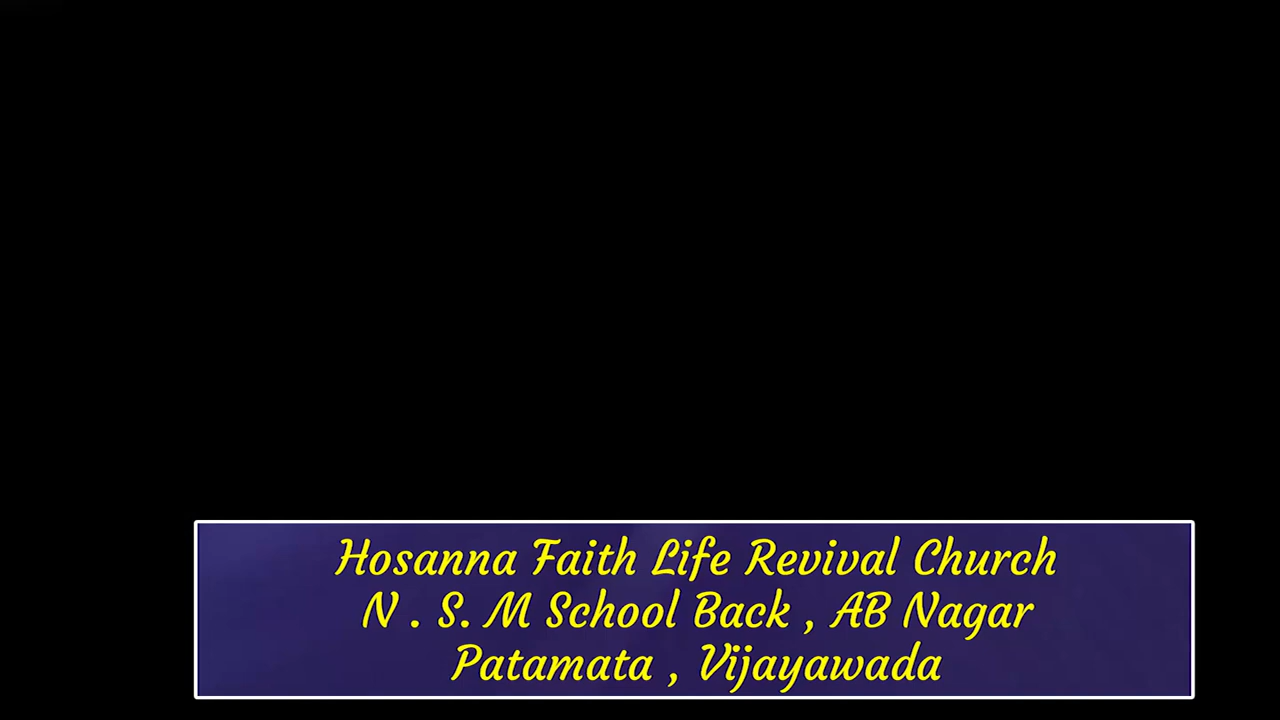 Hosanna Faith Life Revival Church
N . S. M School Back , AB Nagar
Patamata , Vijayawada